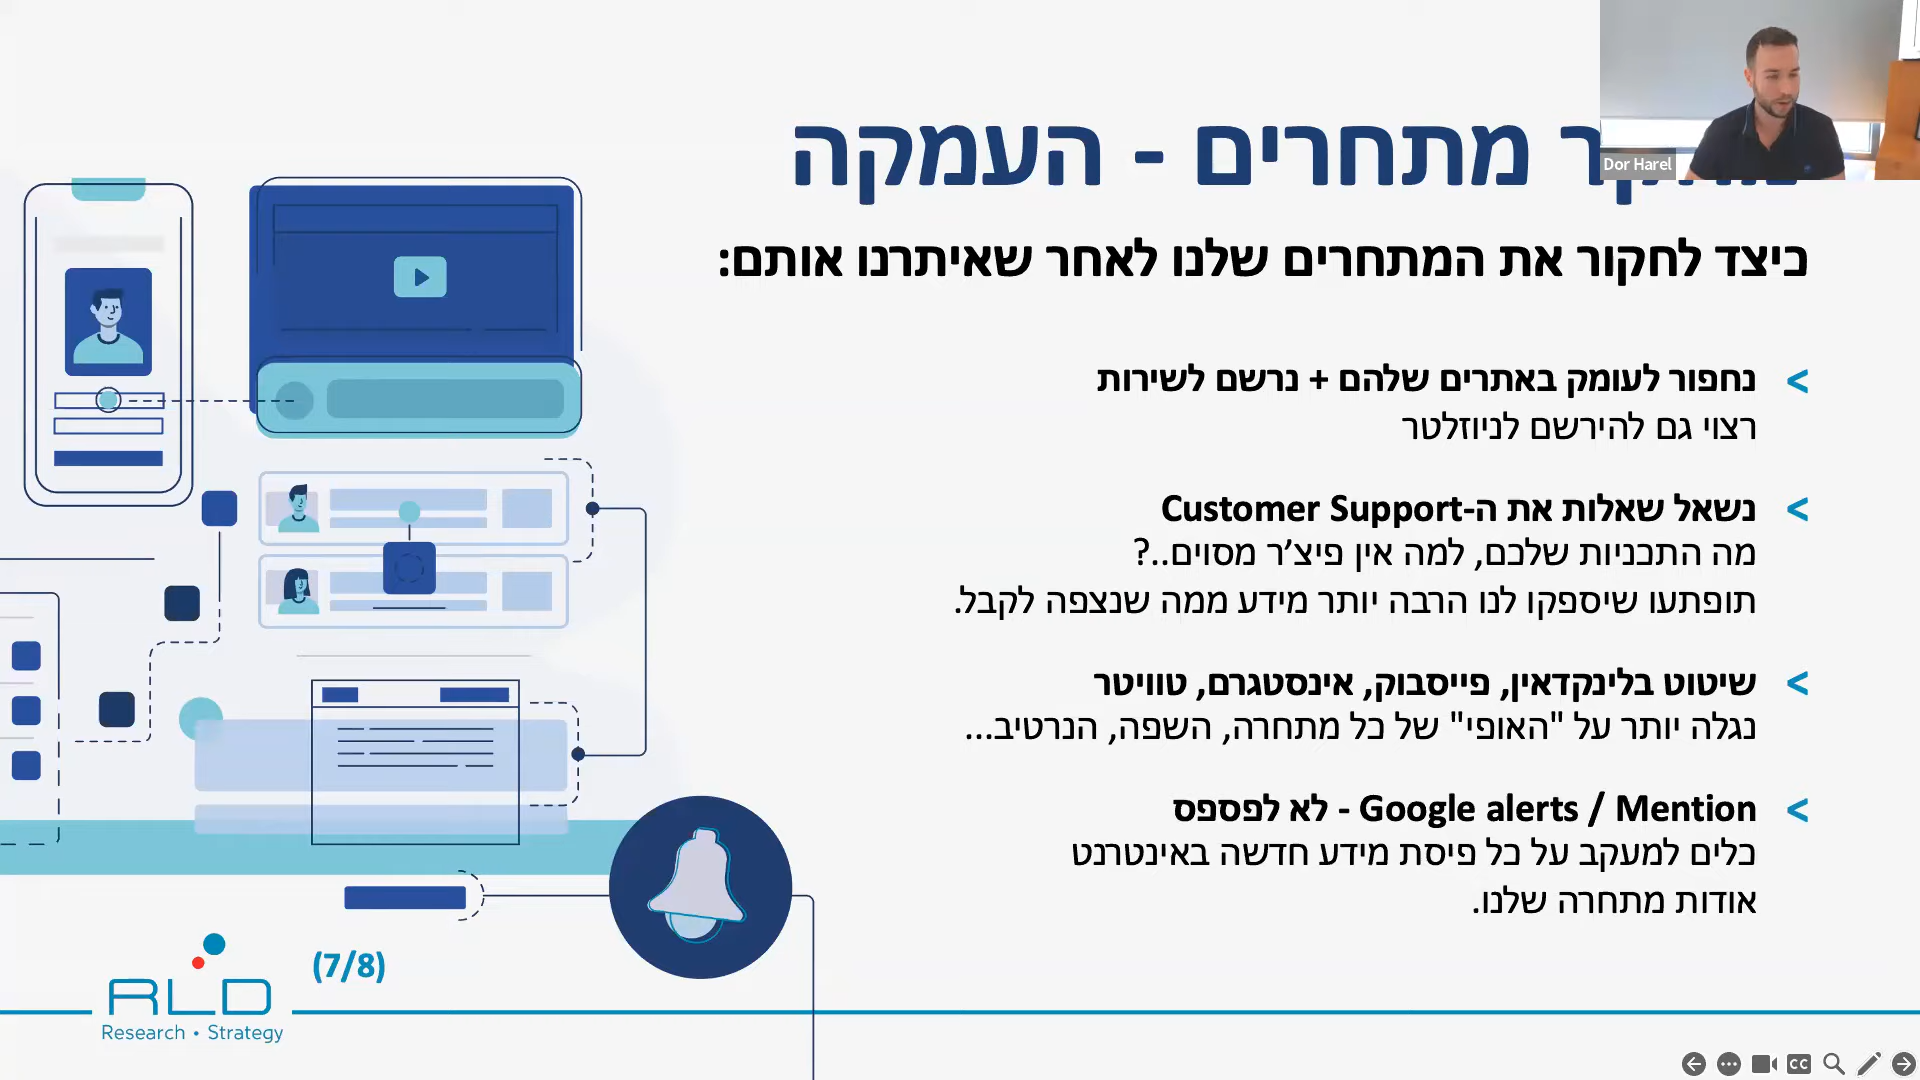 Dor Harel
מתחרים - העמקה
כיצד לחקור את המתחרים שלנו לאחר שאיתרנו אותם:
> נחפור לעומק באתרים שלהם + נרשם לשירות
רצוי גם להירשם לניוזלטר
> נשאל שאלות את ה-Customer Support
מה התכניות שלכם, למה אין פיצ׳ר מסוים..?
תופתעו שיספקו לנו הרבה יותר מידע ממה שנצפה לקבל.
> שיטוט בלינקדאין, פייסבוק, אינסטגרם, טוויטר
נגלה יותר על "האופי" של כל מתחרה, השפה, הנרטיב...
> Google alerts / Mention - לא לפספס
כלים למעקב על כל פיסת מידע חדשה באינטרנט
אודות מתחרה שלנו.
(7/8)
RLD
Research • Strategy
CC